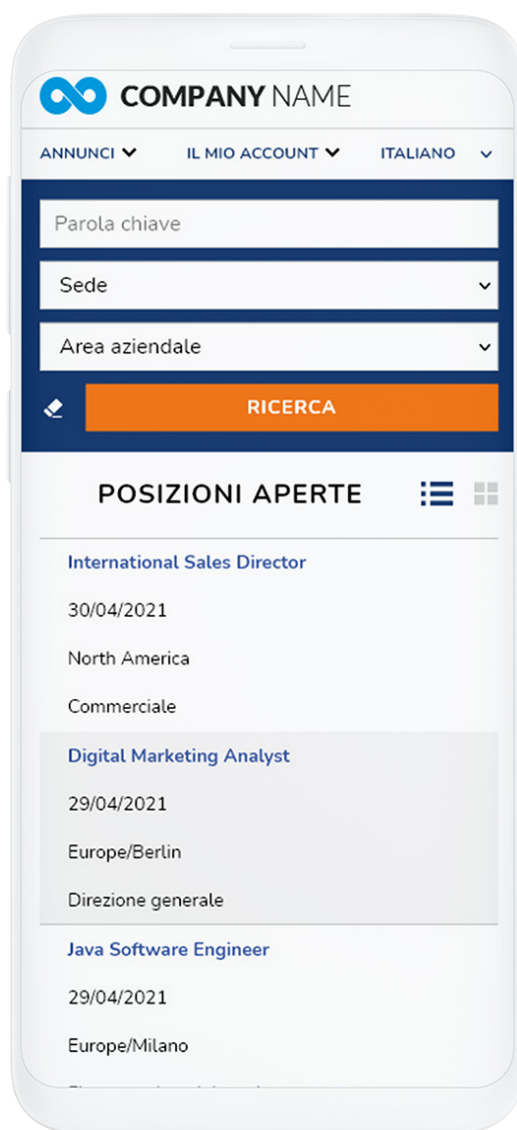 COMPANY NAME
ANNUNCI IL MIO ACCOUNT ITALIANO
Parola chiave
Sede
Area aziendale
RICERCA
POSIZIONI APERTE
International Sales Director
30/04/2021
North America
Commerciale
Digital Marketing Analyst
29/04/2021
Europe/Berlin
Direzione generale
Java Software Engineer
29/04/2021
Europe/Milano